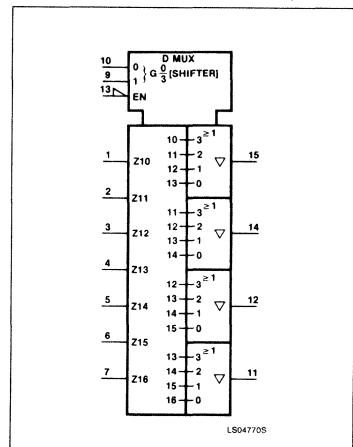 D MUX
10 0
9 1 } G 0/3 [SHIFTER]
13 EN
10 3 ≥1
1 Z10 11 2 ▽ 15
12 1
13 0
2 Z11
11 3 ≥1
3 Z12 12 2 ▽ 14
13 1
14 0
4 Z13
12 3 ≥1
5 Z14 13 2 ▽ 12
14 1
15 0
6 Z15
13 3 ≥1
7 Z16 14 2 ▽ 11
15 1
16 0
LS04770S